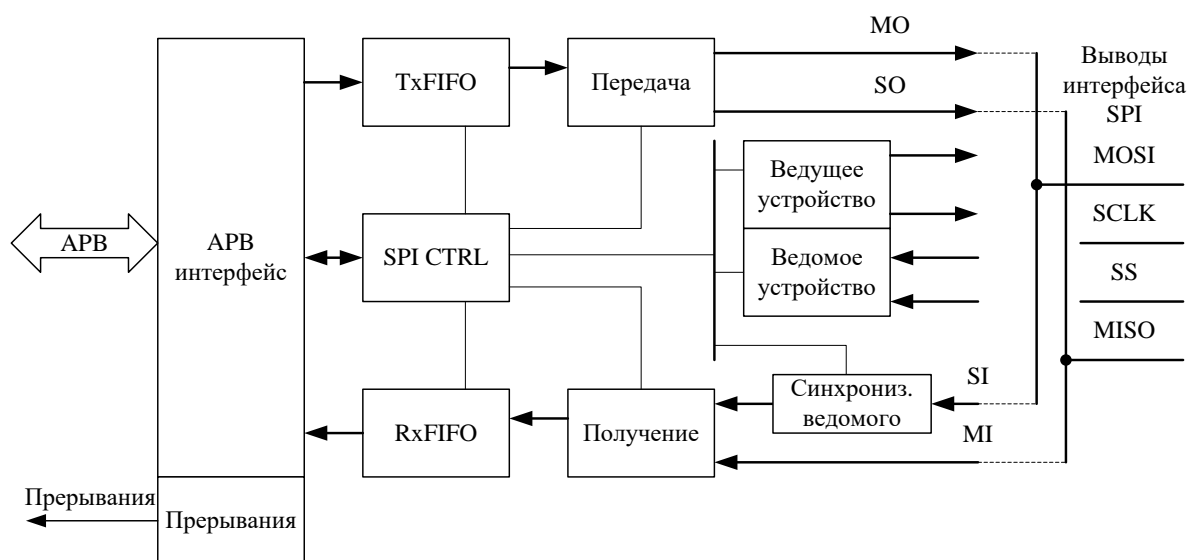 MO
TxFIFO
Передача
Выводы
интерфейса
SPI
SO
MOSI
Ведущее
устройство
SCLK
APB
APB
интерфейс
SPI CTRL
Ведомое
устройство
SS
MISO
SI
Синхрониз.
ведомого
RxFIFO
Получение
MI
Прерывания
Прерывания